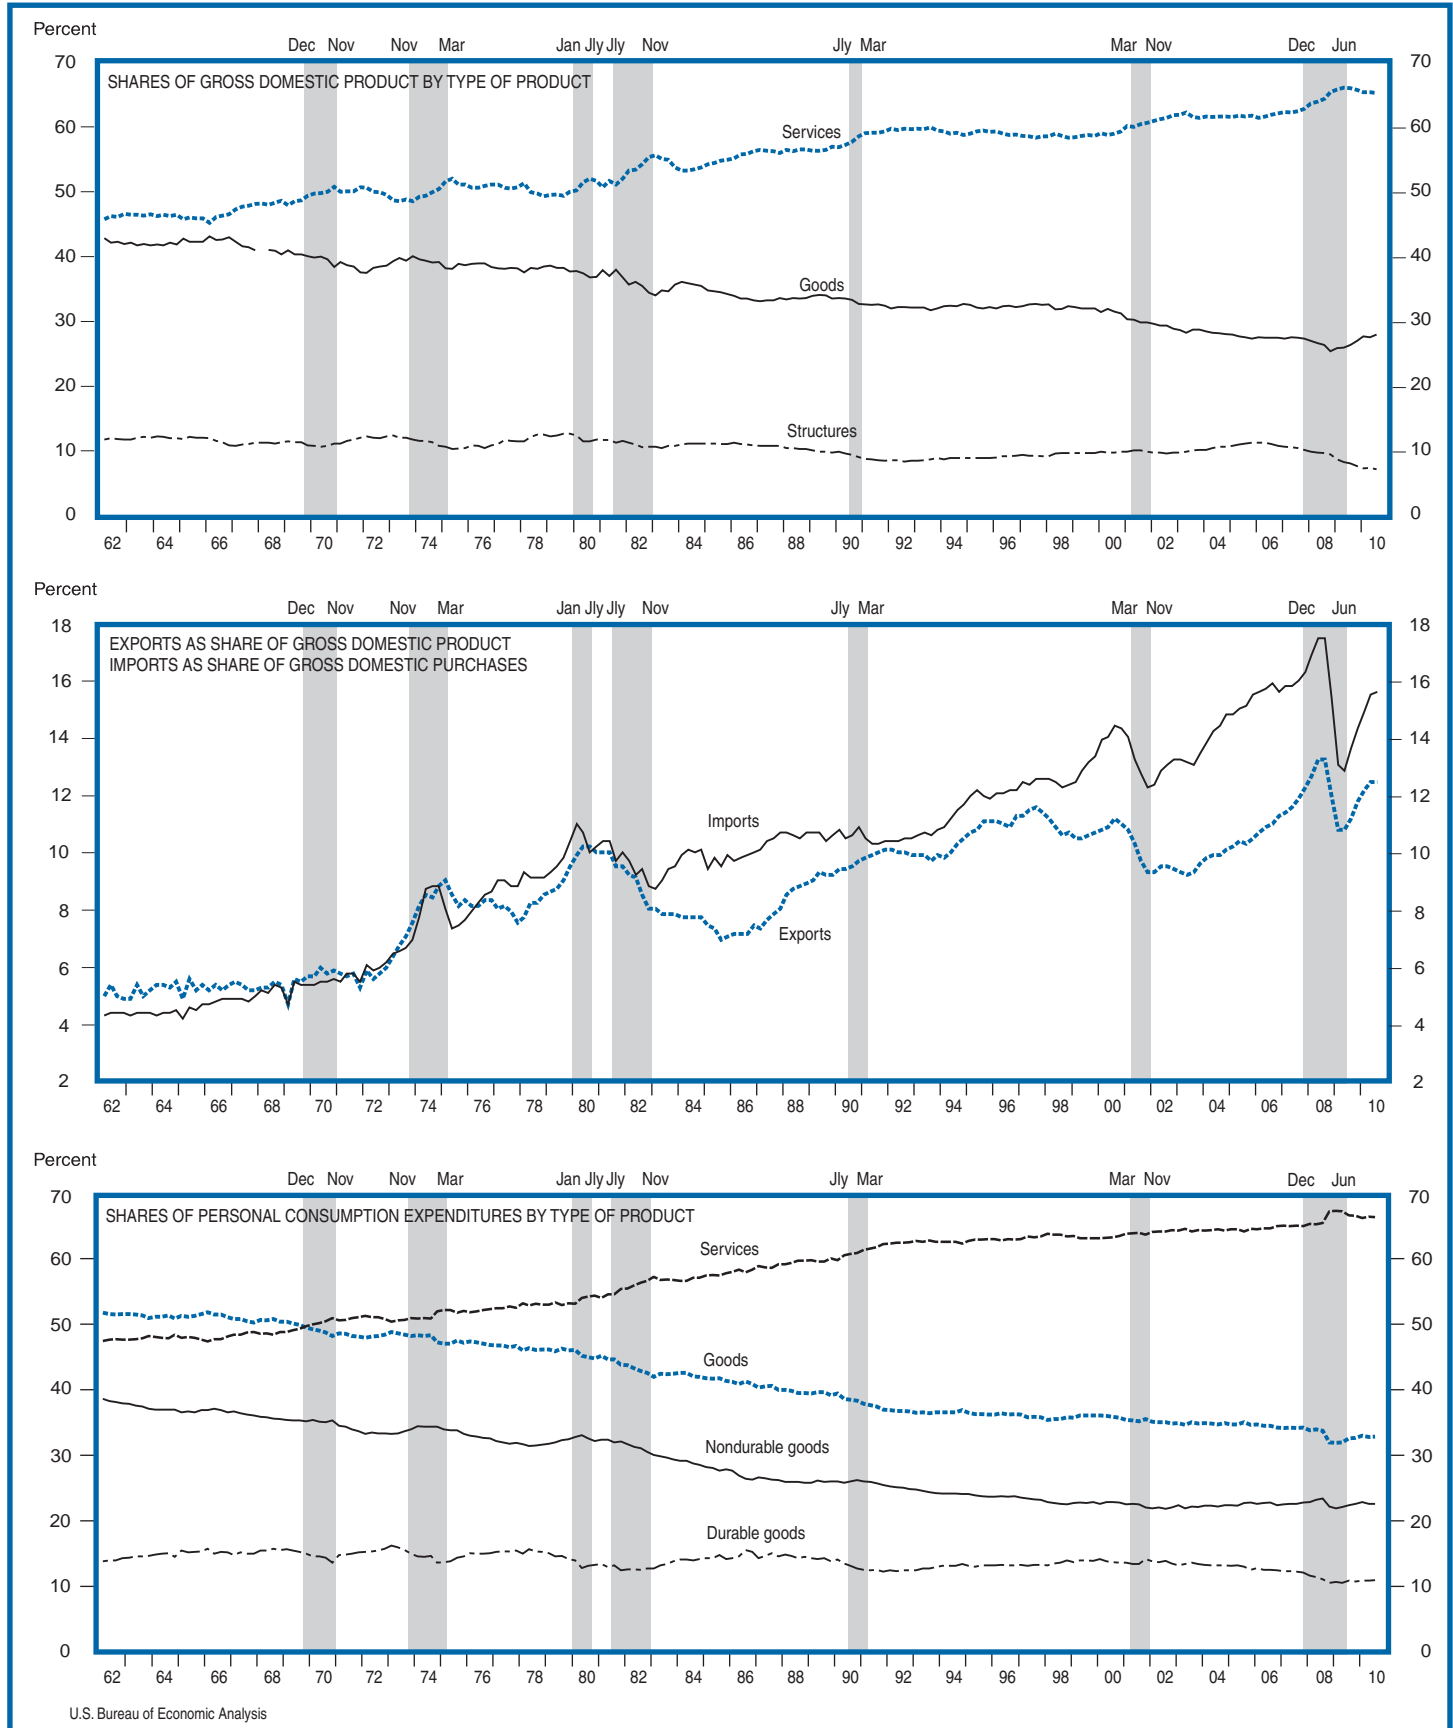 Percent
Dec Nov Nov Mar Jan Jly Jly Nov Jly Mar Mar Nov Dec Jun
70 70
SHARES OF GROSS DOMESTIC PRODUCT BY TYPE OF PRODUCT
60 Services 60
50 50
40 40
Goods
30 30
20 20
Structures
10 10
0 0
62 64 66 68 70 72 74 76 78 80 82 84 86 88 90 92 94 96 98 00 02 04 06 08 10
Percent
Dec Nov Nov Mar Jan Jly Jly Nov Jly Mar Mar Nov Dec Jun
18 18
EXPORTS AS SHARE OF GROSS DOMESTIC PRODUCT
IMPORTS AS SHARE OF GROSS DOMESTIC PURCHASES
16 16
14 14
12 12
Imports
10 10
8 8
Exports
6 6
4 4
2 2
62 64 66 68 70 72 74 76 78 80 82 84 86 88 90 92 94 96 98 00 02 04 06 08 10
Percent
Dec Nov Nov Mar Jan Jly Jly Nov Jly Mar Mar Nov Dec Jun
70 70
SHARES OF PERSONAL CONSUMPTION EXPENDITURES BY TYPE OF PRODUCT
Services
60 60
50 50
Goods
40 40
Nondurable goods
30 30
20 20
Durable goods
10 10
0 0
62 64 66 68 70 72 74 76 78 80 82 84 86 88 90 92 94 96 98 00 02 04 06 08 10
U.S. Bureau of Economic Analysis